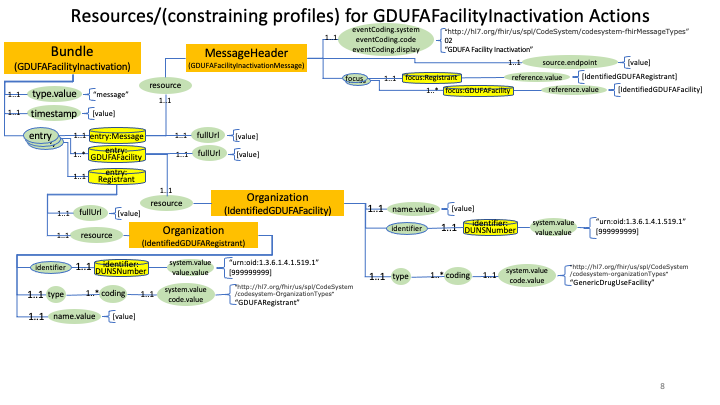 Resources/(constraining profiles) for GDUFAFacilityInactivation Actions
Bundle
(GDUFAFacilityInactivation)
MessageHeader
(GDUFAFacilityInactivationMessage)
1..1
eventCoding.system
eventCoding.code
eventCoding.display
"http://hl7.org/fhir/us/spl/CodeSystem/codesystem-fhirMessageTypes"
02
"GDUFA Facility Inactivation"
1..1
source.endpoint
[value]
focus
1..1
focus:Registrant
reference.value
[IdentifiedGDUFARegistrant]
1..*
focus:GDUFAFacility
reference.value
[IdentifiedGDUFAFacility]
resource
1..1
1..1
type.value
"message"
1..1
timestamp
[value]
entry
1..1
entry:Message
1..1
fullUrl
[value]
1..*
entry:
GDUFAFacility
1..1
fullUrl
[value]
1..1
entry:
Registrant
1..1
resource
Organization
(IdentifiedGDUFAFacility)
1..1
fullUrl
[value]
1..1
resource
Organization
(IdentifiedGDUFARegistrant)
1..1
name.value
[value]
identifier
1..1
identifier:
DUNSNumber
system.value
value.value
"urn:oid:1.3.6.1.4.1.519.1"
[999999999]
1..1
type
1..*
coding
1..1
system.value
code.value
"http://hl7.org/fhir/us/spl/CodeSystem
/codesystem-organizationTypes"
"GenericDrugUseFacility"
identifier
1..1
identifier:
DUNSNumber
system.value
value.value
"urn:oid:1.3.6.1.4.1.519.1"
[999999999]
1..1
type
1..*
coding
1..1
system.value
code.value
"http://hl7.org/fhir/us/spl/CodeSystem
/codesystem-OrganizationTypes"
"GDUFARegistrant"
1..1
name.value
[value]
8